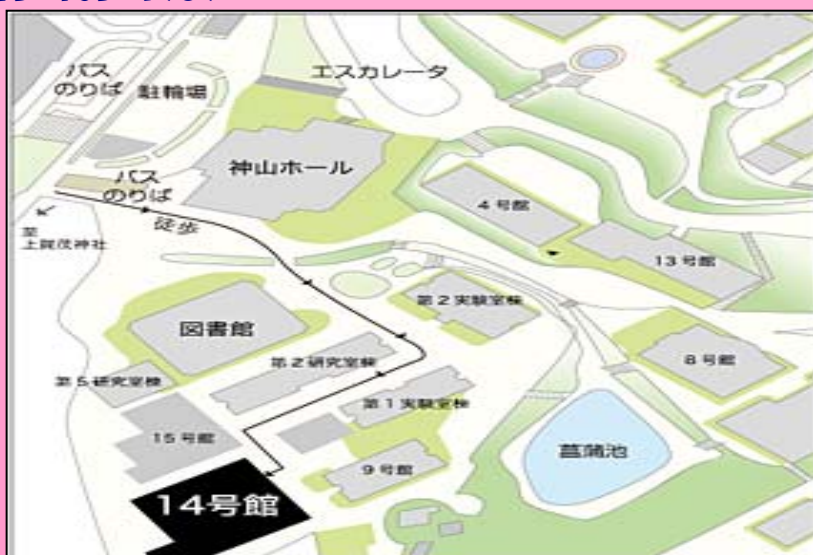 バス
のりば
駐輪場
エスカレータ
神山ホール
バス
のりば
徒歩
至
上賀茂神社
4号館
13号館
第2実験室棟
図書館
第2研究室棟
8号館
第5研究室棟
第1実験室棟
15号館
菖蒲池
9号館
14号館